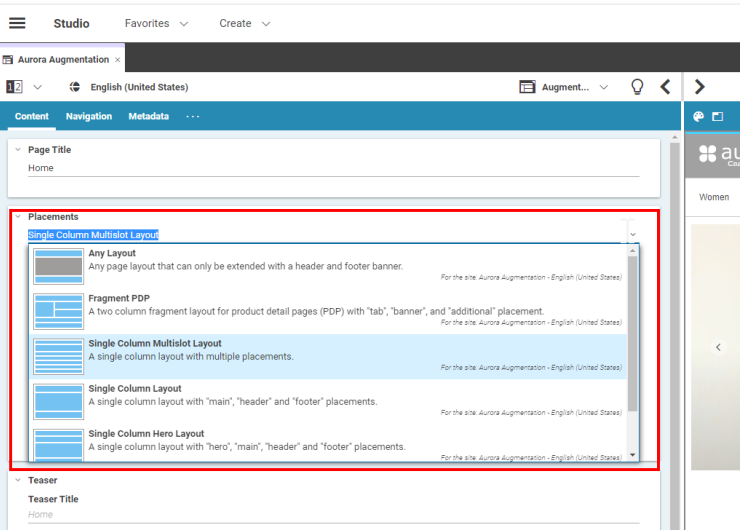 Studio
Favorites
Create
Aurora Augmentation ×
12
English (United States)
Augment...
Content
Navigation
Metadata
...
Page Title
Home
Women
Placements
Single Column Multislot Layout
Any Layout
Any page layout that can only be extended with a header and footer banner.
For the site: Aurora Augmentation - English (United States)
Fragment PDP
A two column fragment layout for product detail pages (PDP) with "tab", "banner", and "additional" placement.
For the site: Aurora Augmentation - English (United States)
Single Column Multislot Layout
A single column layout with multiple placements.
For the site: Aurora Augmentation - English (United States)
Single Column Layout
A single column layout with "main", "header" and "footer" placements.
For the site: Aurora Augmentation - English (United States)
Single Column Hero Layout
A single column layout with "hero", "main", "header" and "footer" placements.
For the site: Aurora Augmentation - English (United States)
Teaser
Teaser Title
Home